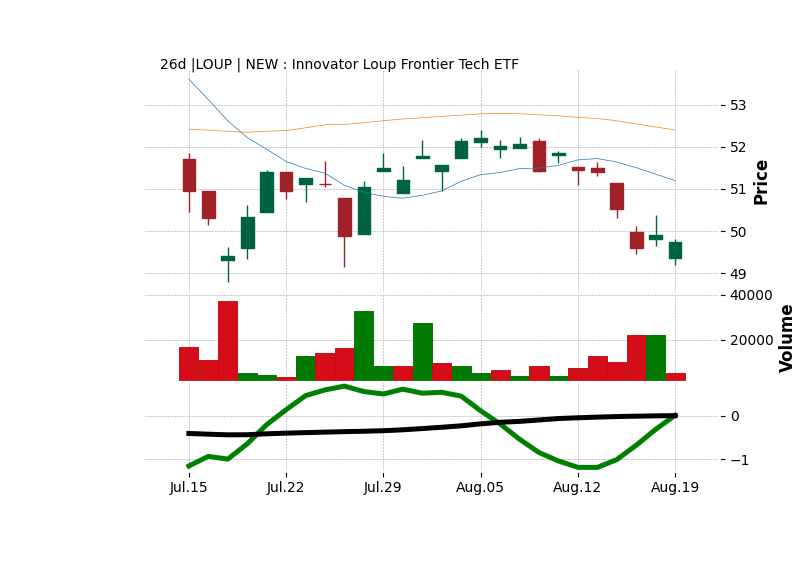 26d |LOUP | NEW : Innovator Loup Frontier Tech ETF
53
52
51
50
49
Price
40000
20000
Volume
0
−1
Jul.15 Jul.22 Jul.29 Aug.05 Aug.12 Aug.19